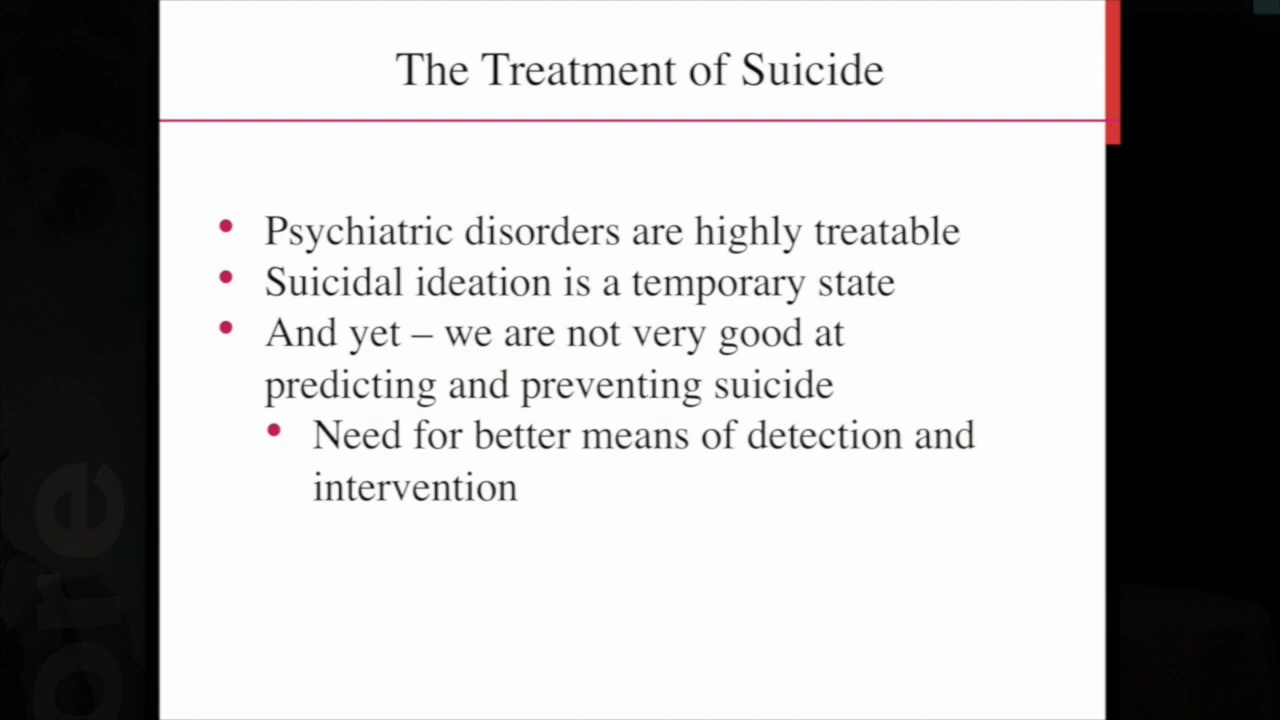 The Treatment of Suicide
• Psychiatric disorders are highly treatable
• Suicidal ideation is a temporary state
• And yet – we are not very good at
predicting and preventing suicide
• Need for better means of detection and
intervention
ore